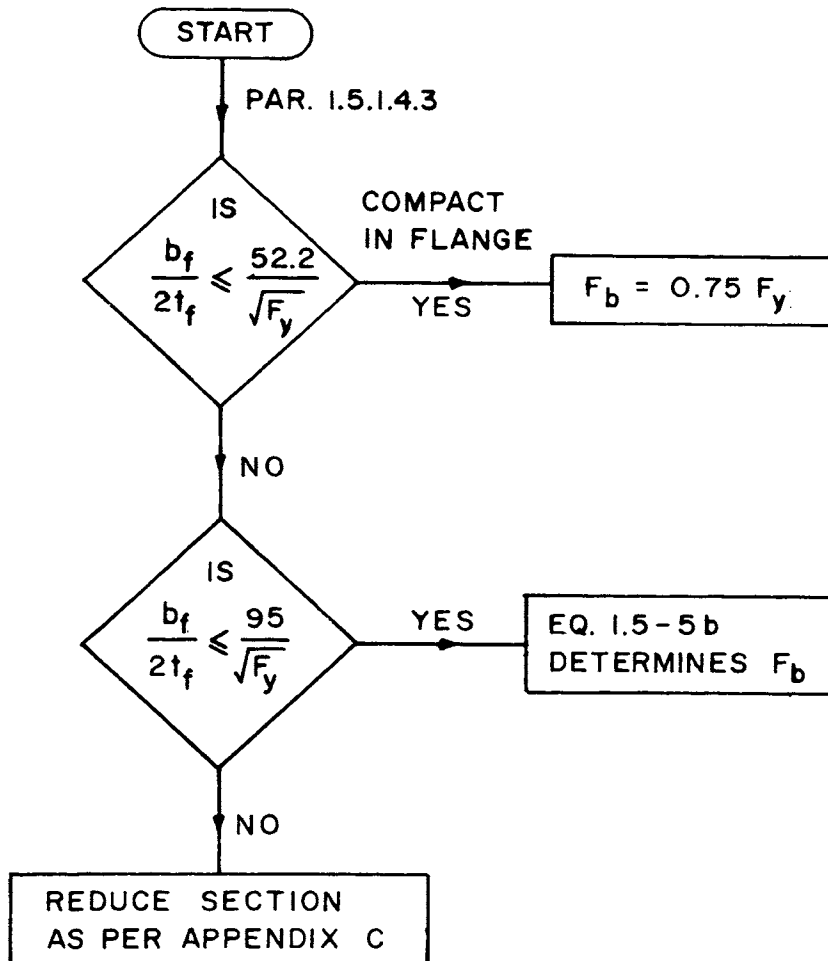 START
PAR. 1.5.1.4.3
IS
b_f / 2t_f ≤ 52.2 / √F_y
COMPACT
IN FLANGE
YES
F_b = 0.75 F_y
NO
IS
b_f / 2t_f ≤ 95 / √F_y
YES
EQ. 1.5-5b
DETERMINES F_b
NO
REDUCE SECTION
AS PER APPENDIX C